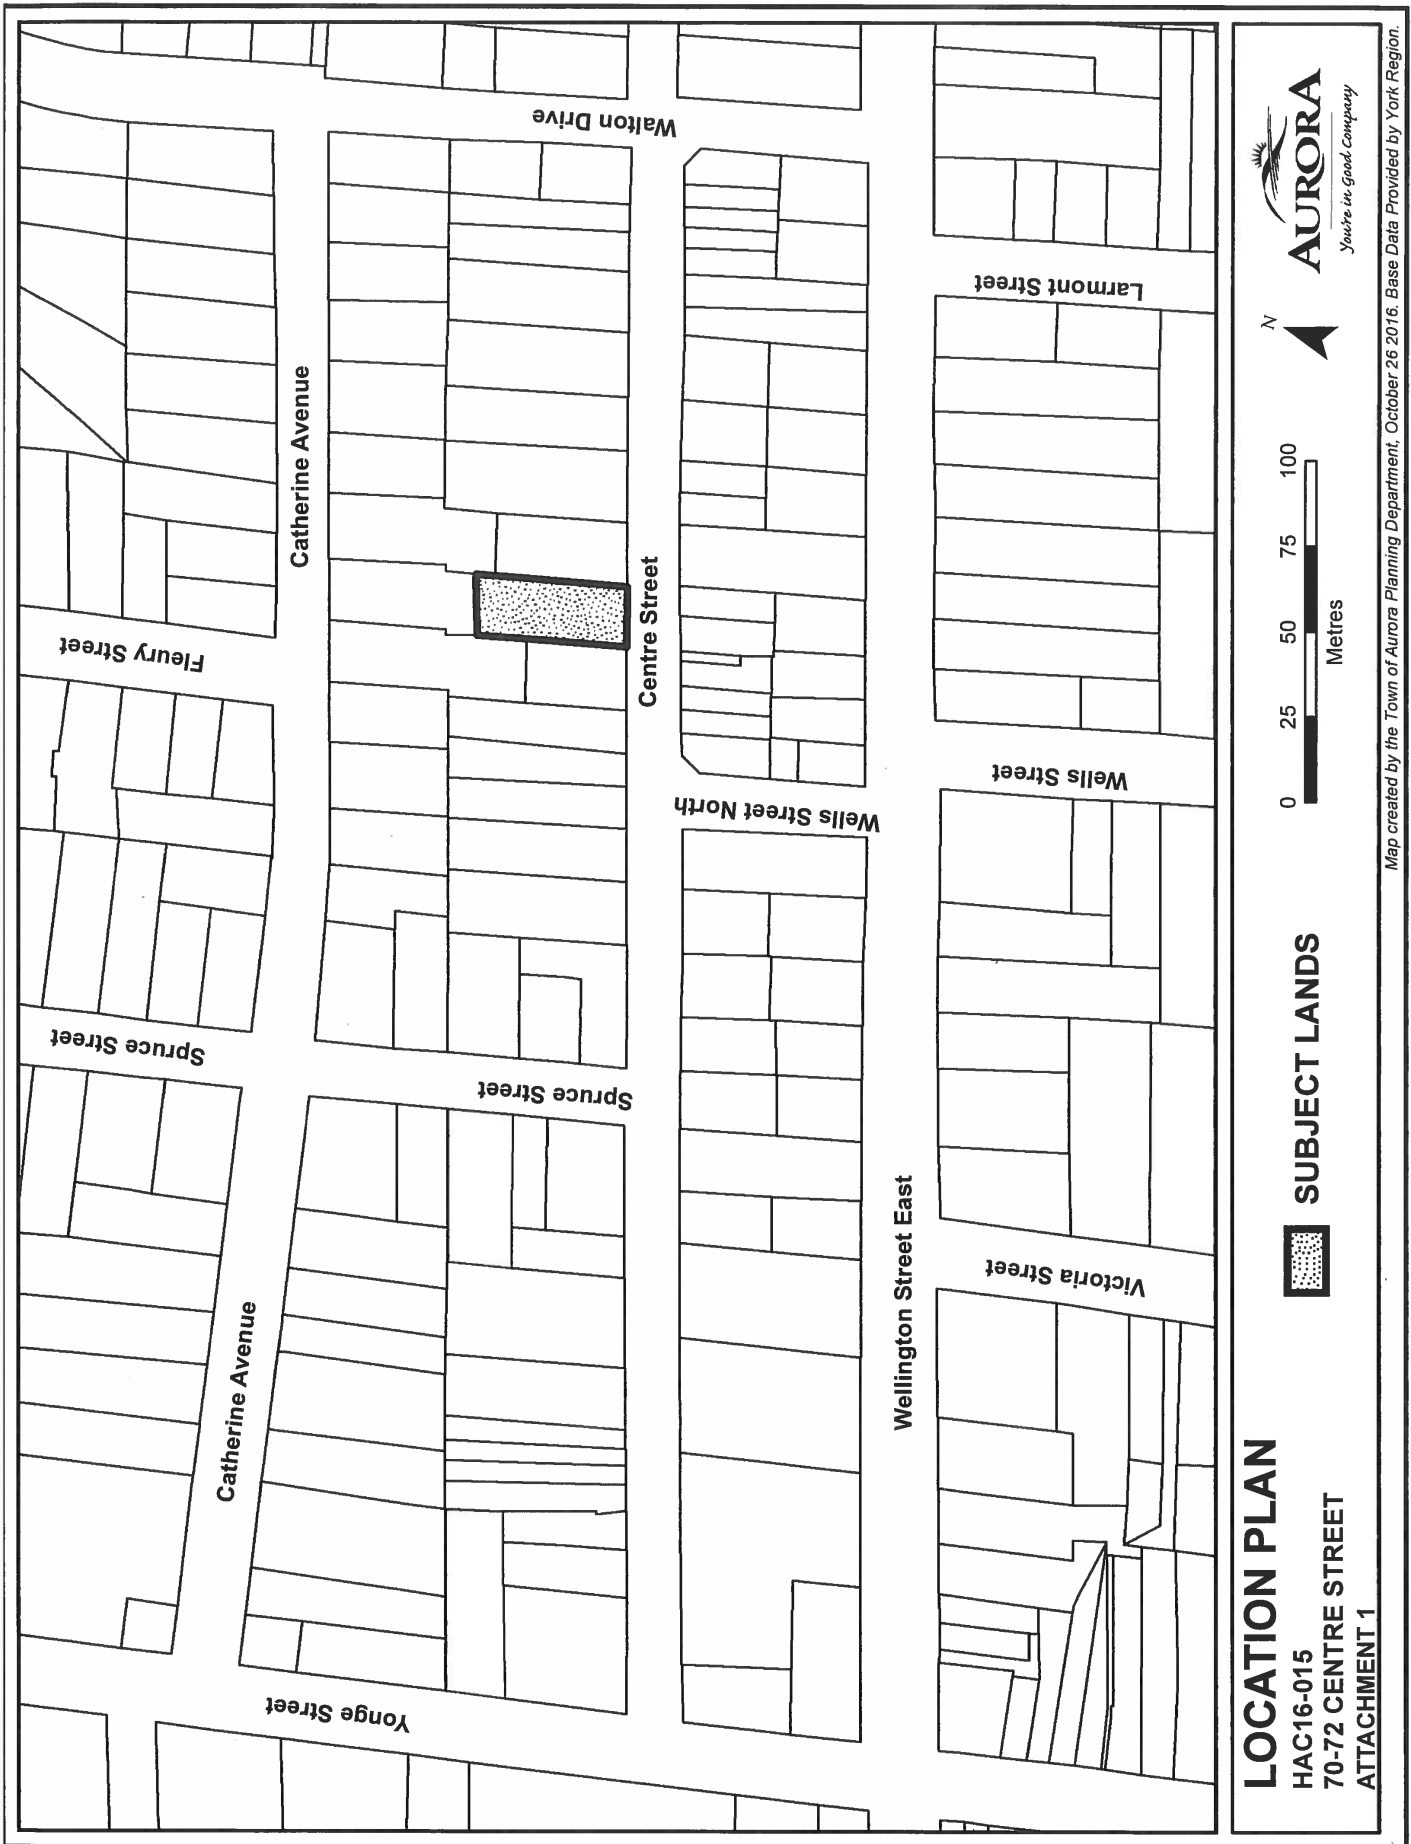 Walton Drive
Catherine Avenue
Larmont Street
Fleury Street
Centre Street
Wells Street
Wells Street North
Spruce Street
Spruce Street
Wellington Street East
Victoria Street
Catherine Avenue
Yonge Street
LOCATION PLAN
HAC16-015
70-72 CENTRE STREET
ATTACHMENT 1
SUBJECT LANDS
0 25 50 75 100
Metres
N
AURORA
You're in Good Company
Map created by the Town of Aurora Planning Department, October 26 2016. Base Data Provided by York Region.